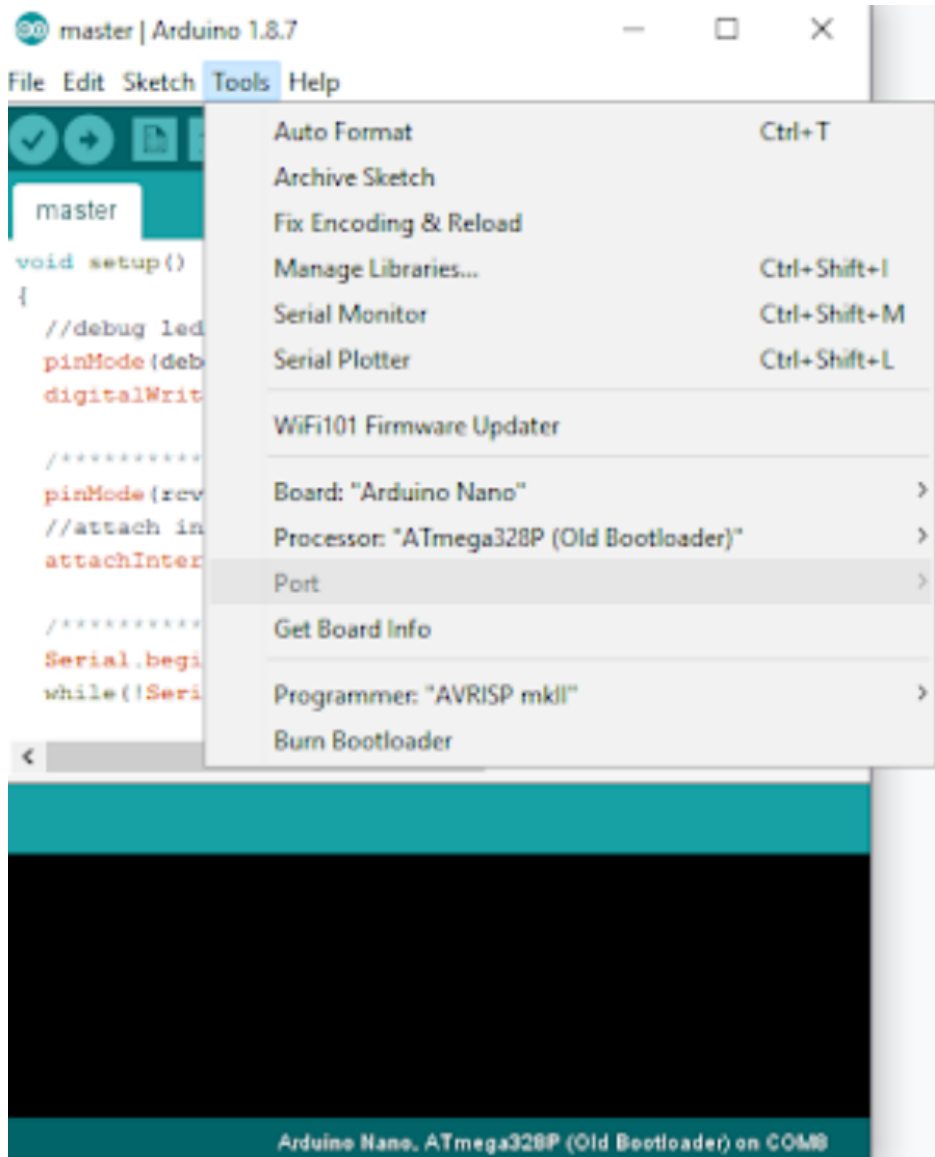 master | Arduino 1.8.7
File Edit Sketch Tools Help
Auto Format Ctrl+T
Archive Sketch
Fix Encoding & Reload
Manage Libraries... Ctrl+Shift+I
Serial Monitor Ctrl+Shift+M
Serial Plotter Ctrl+Shift+L
WiFi101 Firmware Updater
Board: "Arduino Nano"
Processor: "ATmega328P (Old Bootloader)"
Port
Get Board Info
Programmer: "AVRISP mkII"
Burn Bootloader
master
void setup()
{
//debug led
pinMode(deb
digitalWrit
/**********
pinMode(rcv
//attach in
attachInter
/**********
Serial.begi
while(!Seri
Arduino Nano, ATmega328P (Old Bootloader) on COM8